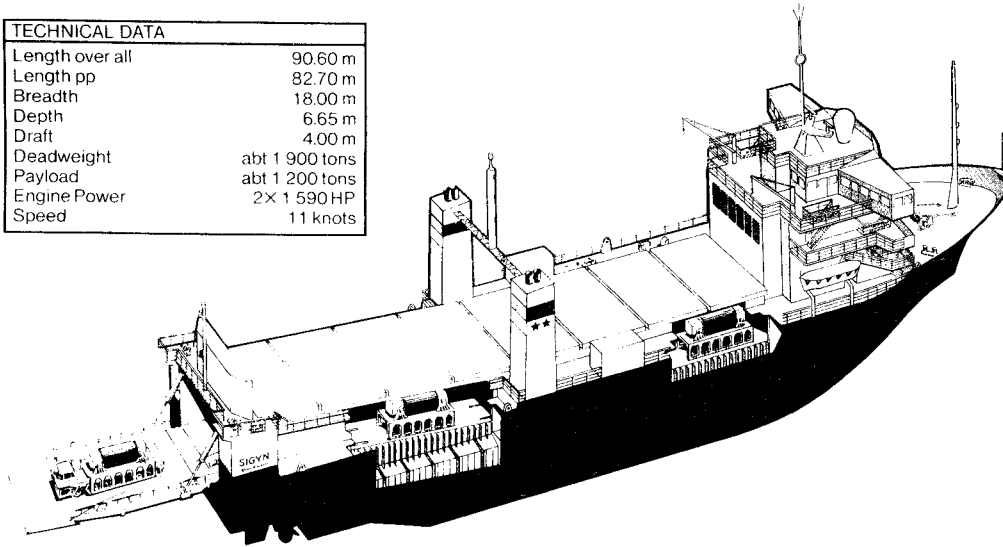 TECHNICAL DATA
Length over all 90.60 m
Length pp 82.70 m
Breadth 18.00 m
Depth 6.65 m
Draft 4.00 m
Deadweight abt 1 900 tons
Payload abt 1 200 tons
Engine Power 2× 1 590 HP
Speed 11 knots
SIGYN